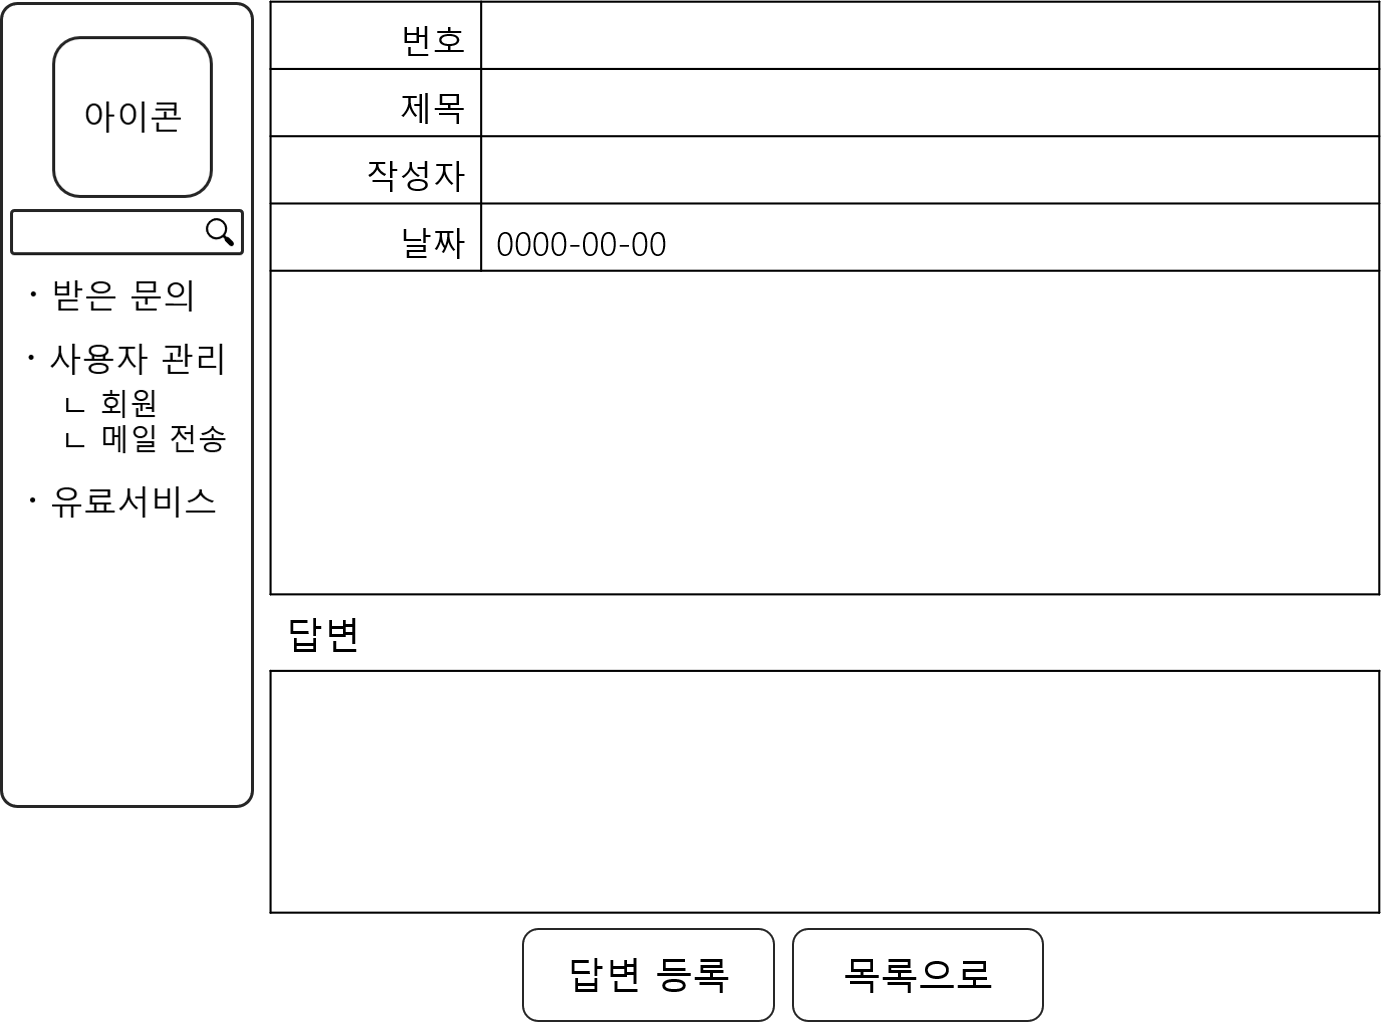 아이콘
· 받은 문의
· 사용자 관리
ㄴ 회원
ㄴ 메일 전송
· 유료서비스
번호
제목
작성자
날짜 0000-00-00
답변
답변 등록 목록으로